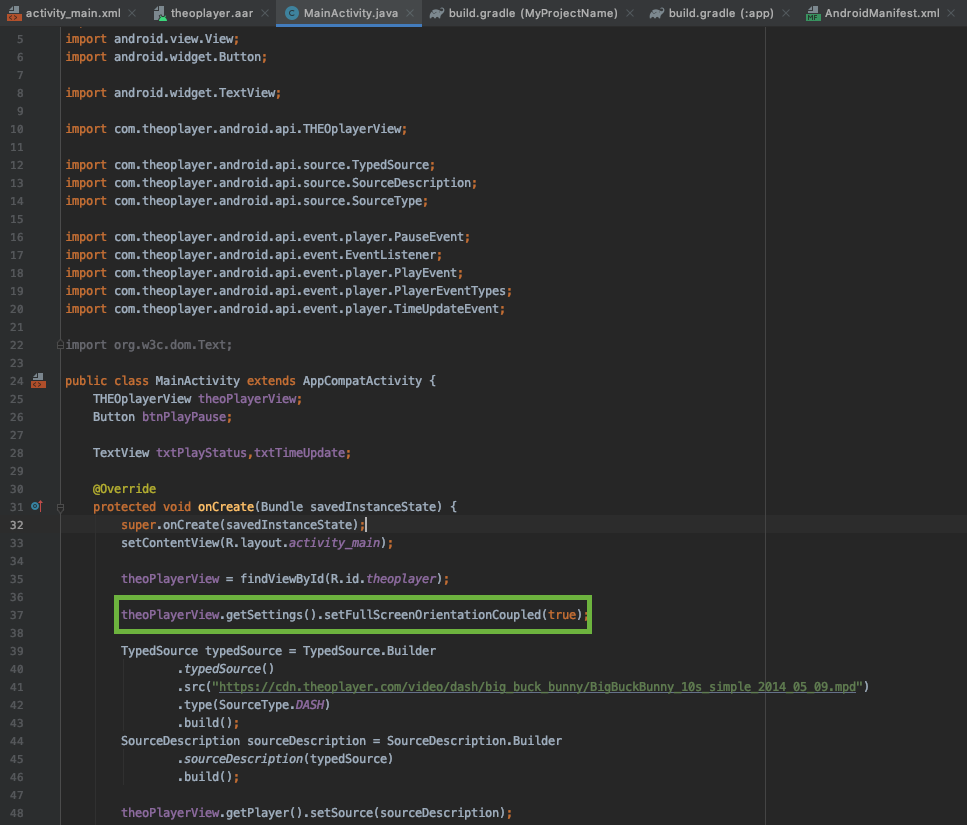 activity_main.xml × theoplayer.aar × MainActivity.java × build.gradle (MyProjectName) × build.gradle (:app) × AndroidManifest.xml ×
5 import android.view.View;
6 import android.widget.Button;
7
8 import android.widget.TextView;
9
10 import com.theoplayer.android.api.THEOplayerView;
11
12 import com.theoplayer.android.api.source.TypedSource;
13 import com.theoplayer.android.api.source.SourceDescription;
14 import com.theoplayer.android.api.source.SourceType;
15
16 import com.theoplayer.android.api.event.player.PauseEvent;
17 import com.theoplayer.android.api.event.EventListener;
18 import com.theoplayer.android.api.event.player.PlayEvent;
19 import com.theoplayer.android.api.event.player.PlayerEventTypes;
20 import com.theoplayer.android.api.event.player.TimeUpdateEvent;
21
22 import org.w3c.dom.Text;
23
24 public class MainActivity extends AppCompatActivity {
25 THEOplayerView theoPlayerView;
26 Button btnPlayPause;
27
28 TextView txtPlayStatus,txtTimeUpdate;
29
30 @Override
31 protected void onCreate(Bundle savedInstanceState) {
32 super.onCreate(savedInstanceState);
33 setContentView(R.layout.activity_main);
34
35 theoPlayerView = findViewById(R.id.theoplayer);
36
37 theoPlayerView.getSettings().setFullScreenOrientationCoupled(true);
38
39 TypedSource typedSource = TypedSource.Builder
40 .typedSource()
41 .src("https://cdn.theoplayer.com/video/dash/big_buck_bunny/BigBuckBunny_10s_simple_2014_05_09.mpd")
42 .type(SourceType.DASH)
43 .build();
44 SourceDescription sourceDescription = SourceDescription.Builder
45 .sourceDescription(typedSource)
46 .build();
47
48 theoPlayerView.getPlayer().setSource(sourceDescription);